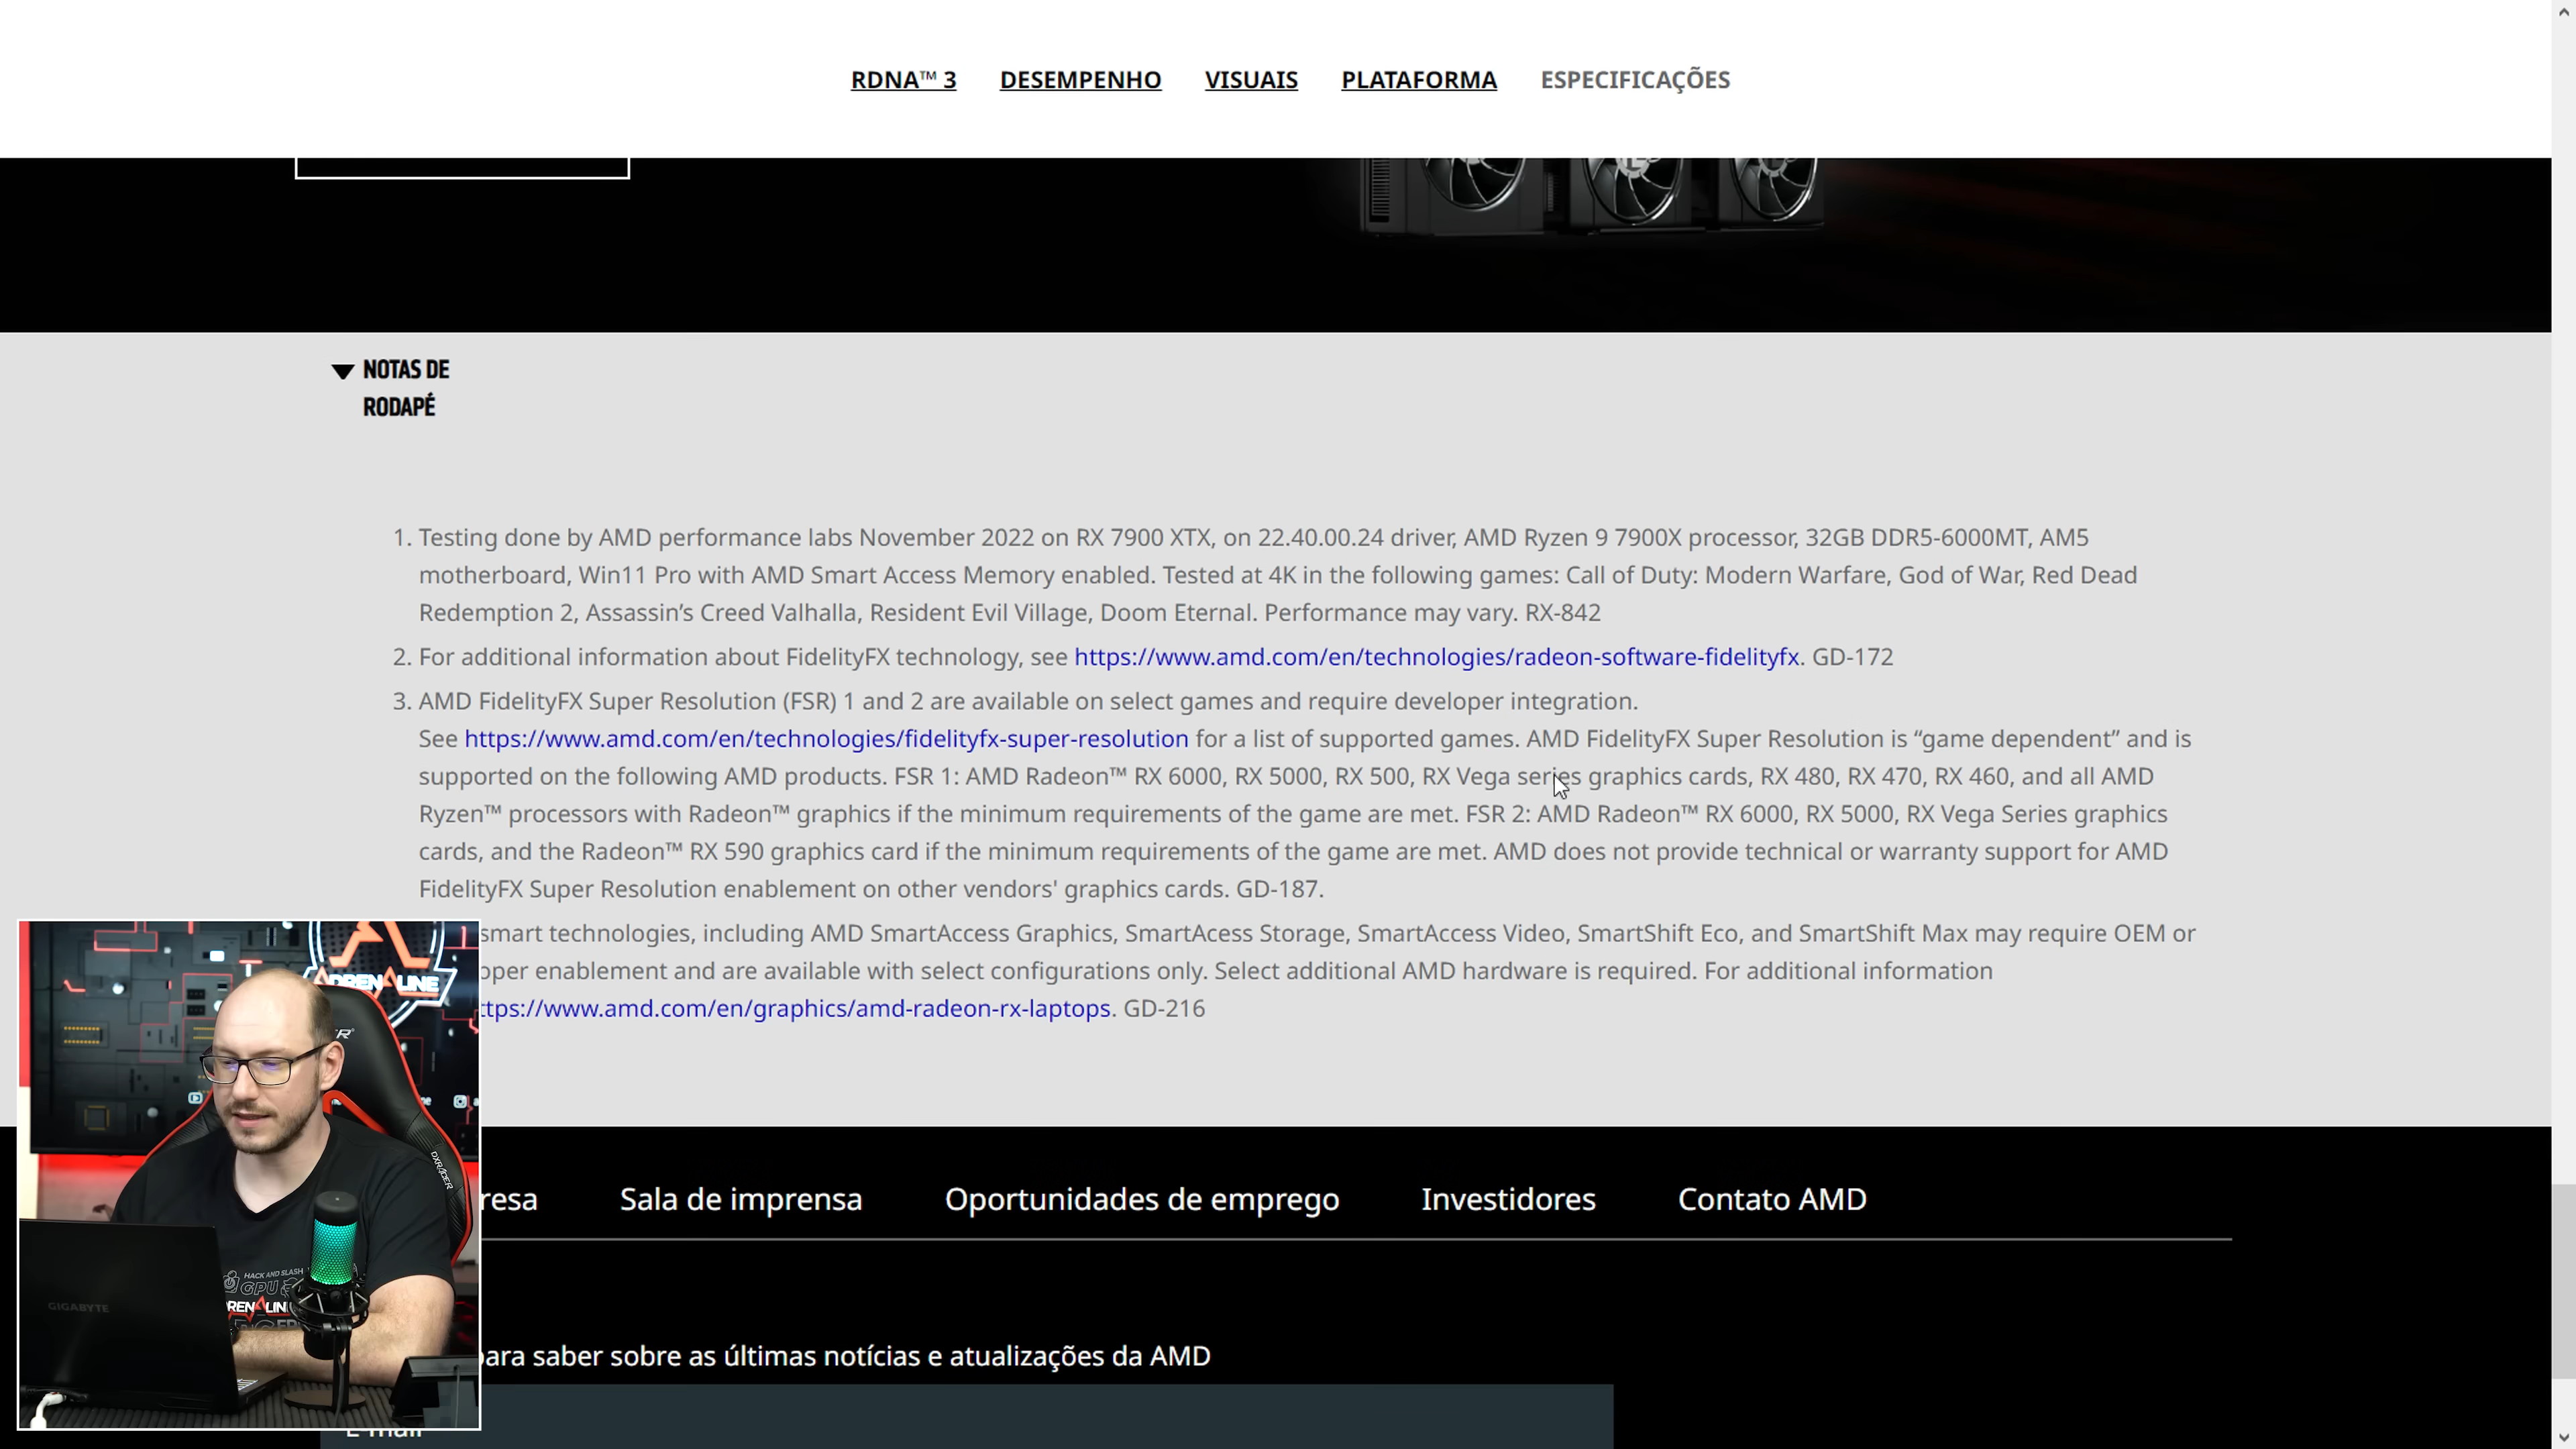 RDNA™ 3 DESEMPENHO VISUAIS PLATAFORMA ESPECIFICAÇÕES
NOTAS DE
RODAPÉ
1. Testing done by AMD performance labs November 2022 on RX 7900 XTX, on 22.40.00.24 driver, AMD Ryzen 9 7900X processor, 32GB DDR5-6000MT, AM5
motherboard, Win11 Pro with AMD Smart Access Memory enabled. Tested at 4K in the following games: Call of Duty: Modern Warfare, God of War, Red Dead
Redemption 2, Assassin’s Creed Valhalla, Resident Evil Village, Doom Eternal. Performance may vary. RX-842
2. For additional information about FidelityFX technology, see https://www.amd.com/en/technologies/radeon-software-fidelityfx. GD-172
3. AMD FidelityFX Super Resolution (FSR) 1 and 2 are available on select games and require developer integration.
See https://www.amd.com/en/technologies/fidelityfx-super-resolution for a list of supported games. AMD FidelityFX Super Resolution is “game dependent” and is
supported on the following AMD products. FSR 1: AMD Radeon™ RX 6000, RX 5000, RX 500, RX Vega series graphics cards, RX 480, RX 470, RX 460, and all AMD
Ryzen™ processors with Radeon™ graphics if the minimum requirements of the game are met. FSR 2: AMD Radeon™ RX 6000, RX 5000, RX Vega Series graphics
cards, and the Radeon™ RX 590 graphics card if the minimum requirements of the game are met. AMD does not provide technical or warranty support for AMD
FidelityFX Super Resolution enablement on other vendors' graphics cards. GD-187.
smart technologies, including AMD SmartAccess Graphics, SmartAcess Storage, SmartAccess Video, SmartShift Eco, and SmartShift Max may require OEM or
oper enablement and are available with select configurations only. Select additional AMD hardware is required. For additional information
ttps://www.amd.com/en/graphics/amd-radeon-rx-laptops. GD-216
ADRENALINE
DXRACER
HACK AND SLASH
GPU
GIGABYTE
resa Sala de imprensa Oportunidades de emprego Investidores Contato AMD
para saber sobre as últimas notícias e atualizações da AMD
E-mail